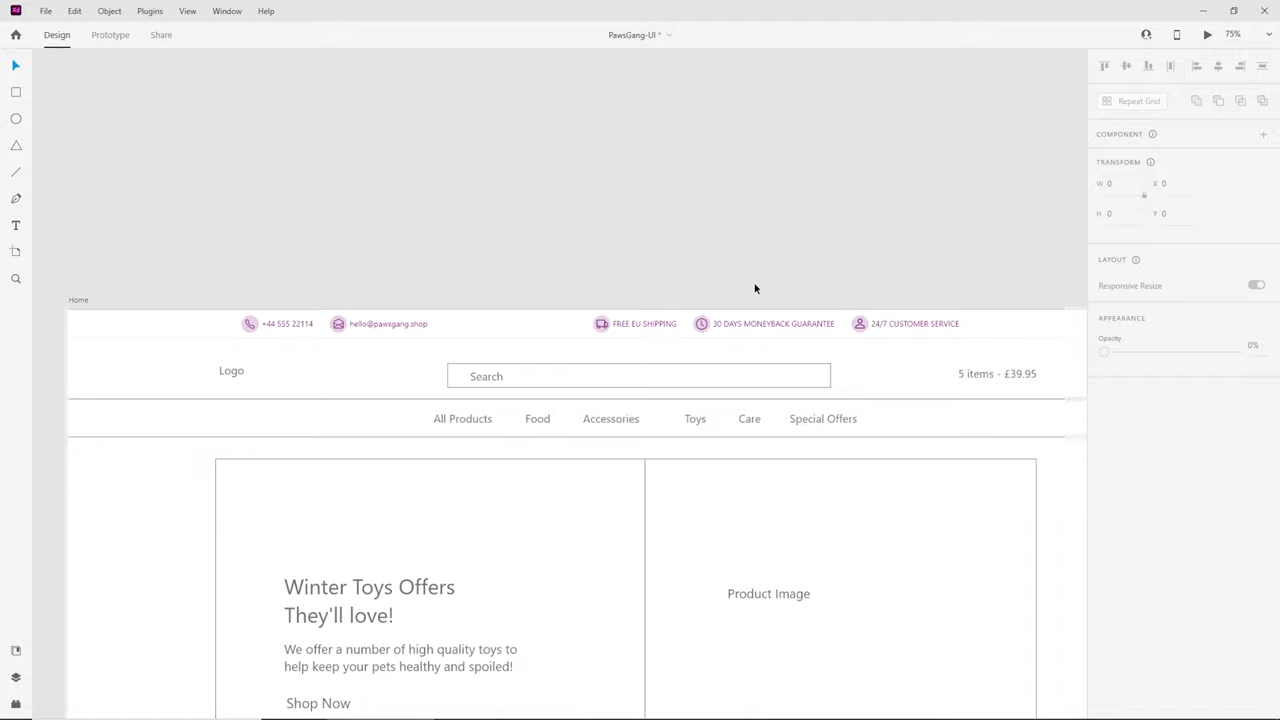 Xd File Edit Object Plugins View Window Help
Design Prototype Share PawsGang-UI * 75%
Repeat Grid
COMPONENT
TRANSFORM
W 0 X 0
H 0 Y 0
LAYOUT
Responsive Resize
APPEARANCE
Opacity
0%
Home
+44 555 22114 hello@pawsgang.shop FREE EU SHIPPING 30 DAYS MONEYBACK GUARANTEE 24/7 CUSTOMER SERVICE
Logo Search 5 items - £39.95
All Products Food Accessories Toys Care Special Offers
Winter Toys Offers
They'll love!
Product Image
We offer a number of high quality toys to
help keep your pets healthy and spoiled!
Shop Now